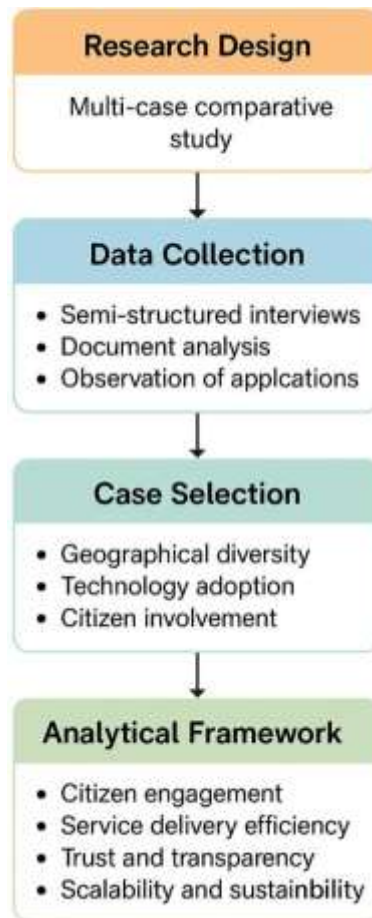 Research Design
Multi-case comparative
study
Data Collection
• Semi-structured interviews
• Document analysis
• Observation of applcations
Case Selection
• Geographical diversity
• Technology adoption
• Citizen involvement
Analytical Framework
• Citizen engagement
• Service delivery efficiency
• Trust and transparency
• Scalability and sustainbility